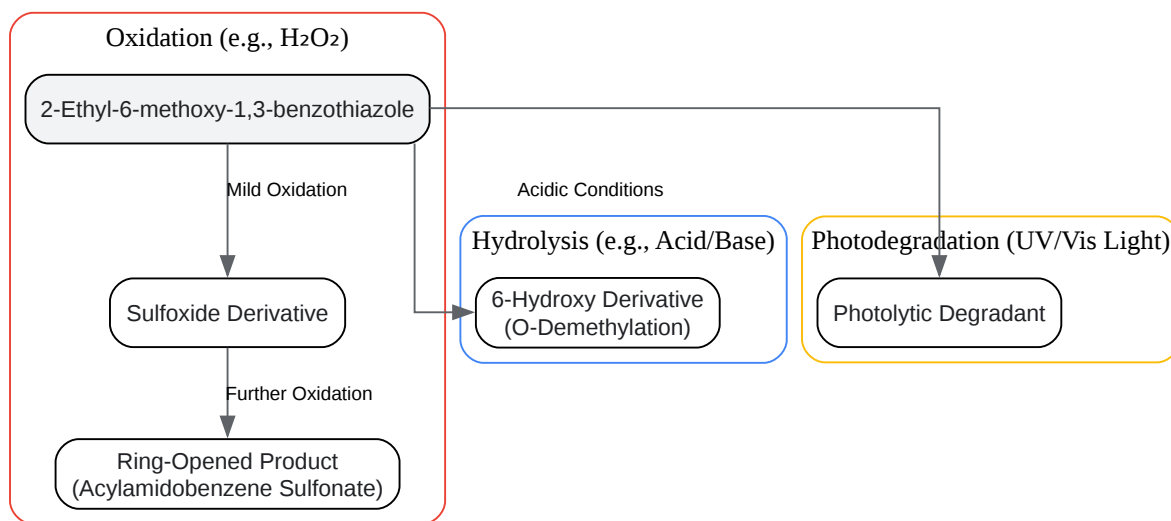 Oxidation (e.g., H₂O₂)
2-Ethyl-6-methoxy-1,3-benzothiazole
Mild Oxidation
Acidic Conditions
Hydrolysis (e.g., Acid/Base)
Photodegradation (UV/Vis Light)
Sulfoxide Derivative
6-Hydroxy Derivative
(O-Demethylation)
Photolytic Degradant
Further Oxidation
Ring-Opened Product
(Acylamidobenzene Sulfonate)